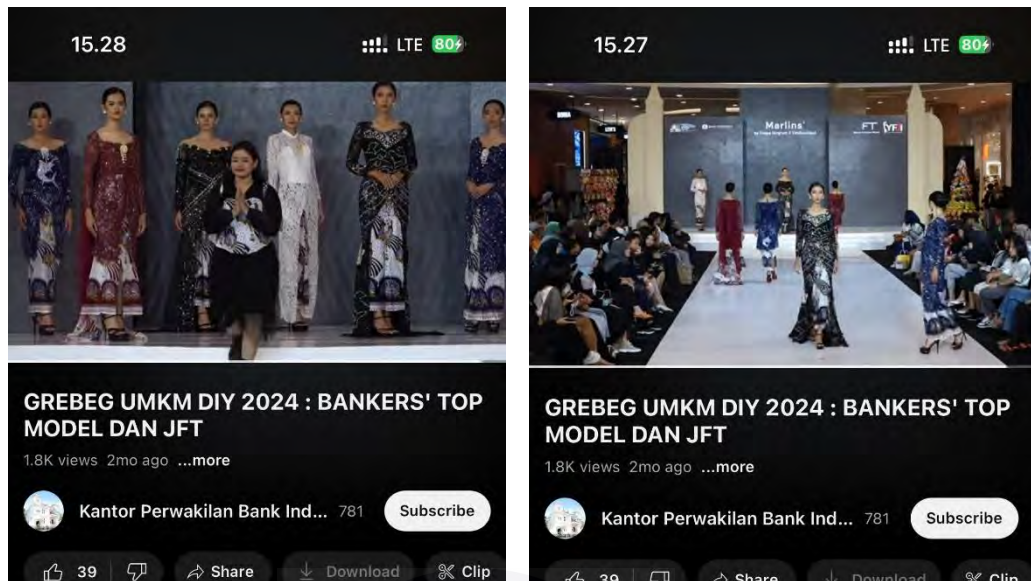 15.28
LTE 80
GREBEG UMKM DIY 2024 : BANKERS' TOP
MODEL DAN JFT
1.8K views 2mo ago ...more
Kantor Perwakilan Bank Ind... 781
Subscribe
39
Share
Download
Clip
15.27
LTE 80
Marlins'
FT
GREBEG UMKM DIY 2024 : BANKERS' TOP
MODEL DAN JFT
1.8K views 2mo ago ...more
Kantor Perwakilan Bank Ind... 781
Subscribe
39
Share
Download
Clip